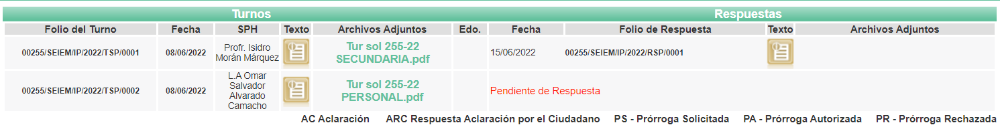 Turnos Respuestas
Folio del Turno Fecha SPH Texto Archivos Adjuntos Edo. Fecha Folio de Respuesta Texto Archivos Adjuntos
00255/SEIEM/IP/2022/TSP/0001 08/06/2022 Profr. Isidro Morán Márquez Tur sol 255-22 SECUNDARIA.pdf 15/06/2022 00255/SEIEM/IP/2022/RSP/0001
00255/SEIEM/IP/2022/TSP/0002 08/06/2022 L.A Omar Salvador Alvarado Camacho Tur sol 255-22 PERSONAL.pdf Pendiente de Respuesta
AC Aclaración ARC Respuesta Aclaración por el Ciudadano PS - Prórroga Solicitada PA - Prórroga Autorizada PR - Prórroga Rechazada